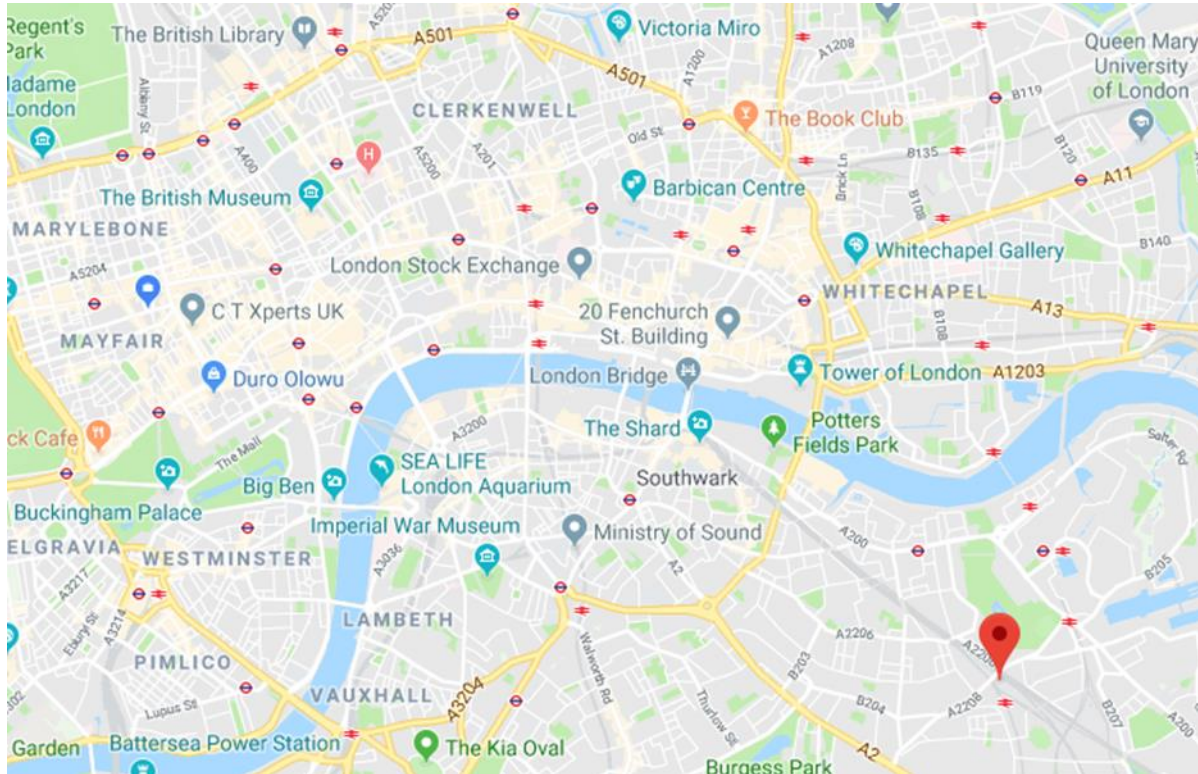 Regent's
Park
The British Library
A501
Victoria Miro
A1208
Queen Mary
University
of London
Madame
London
Albany St
CLERKENWELL
A501
A1200
B119
The Book Club
Old St
A400
A5200
A201
H
B135
B120
A11
Brick Ln
The British Museum
Barbican Centre
B108
MARYLEBONE
Whitechapel Gallery
B140
A5204
London Stock Exchange
WHITECHAPEL
C T Xperts UK
20 Fenchurch
St. Building
B108
A13
MAYFAIR
Duro Olowu
London Bridge
Tower of London
A1203
ck Cafe
The Mall
A3200
The Shard
Potters
Fields Park
Salter Rd
SEA LIFE
London Aquarium
Big Ben
Southwark
Buckingham Palace
Imperial War Museum
Ministry of Sound
A200
ELGRAVIA
WESTMINSTER
A3036
A2
B205
A3217
A3214
Ebury St
LAMBETH
A2206
A2206
PIMLICO
Walworth Rd
B203
VAUXHALL
A3204
Thurlow St
B204
A2208
B207
A200
Lupus St
Garden
Battersea Power Station
The Kia Oval
A2
Burgess Park